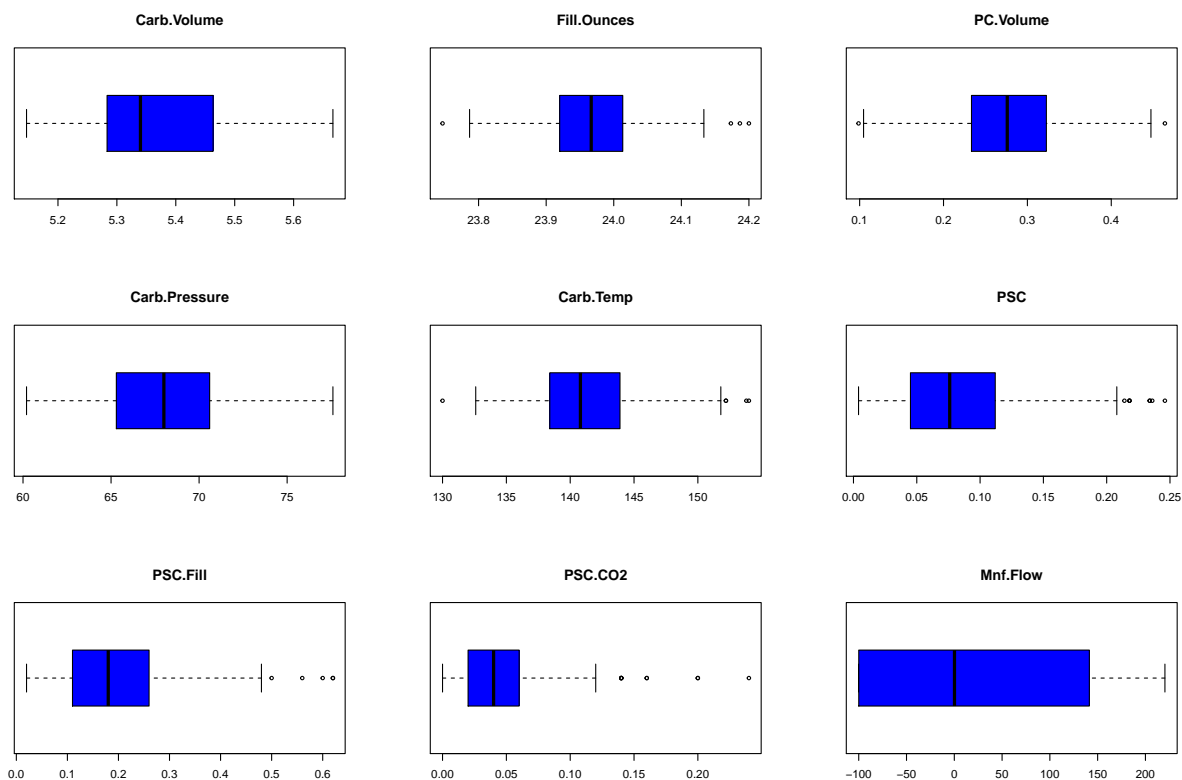 Carb.Volume
Fill.Ounces
PC.Volume
5.2 5.3 5.4 5.5 5.6
23.8 23.9 24.0 24.1 24.2
0.1 0.2 0.3 0.4
Carb.Pressure
Carb.Temp
PSC
60 65 70 75
130 135 140 145 150
0.00 0.05 0.10 0.15 0.20 0.25
PSC.Fill
PSC.CO2
Mnf.Flow
0.0 0.1 0.2 0.3 0.4 0.5 0.6
0.00 0.05 0.10 0.15 0.20
−100 −50 0 50 100 150 200